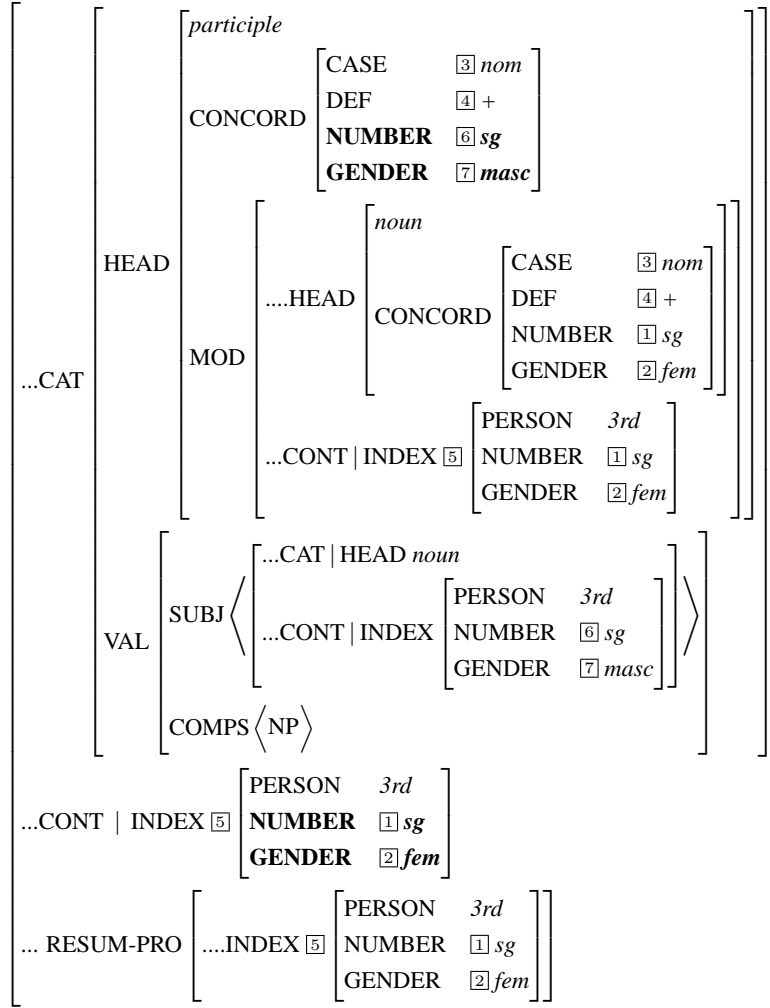 participle
CASE 3 nom
DEF 4 +
CONCORD
NUMBER 6 sg
GENDER 7 masc
HEAD
noun
CASE 3 nom
....HEAD
DEF 4 +
CONCORD
NUMBER 1 sg
MOD
GENDER 2 fem
...CAT
PERSON 3rd
...CONT | INDEX 5 NUMBER 1 sg
GENDER 2 fem
...CAT | HEAD noun
SUBJ
PERSON 3rd
...CONT | INDEX NUMBER 6 sg
VAL
GENDER 7 masc
COMPS ⟨NP⟩
PERSON 3rd
...CONT | INDEX 5 NUMBER 1 sg
GENDER 2 fem
PERSON 3rd
... RESUM-PRO ....INDEX 5 NUMBER 1 sg
GENDER 2 fem